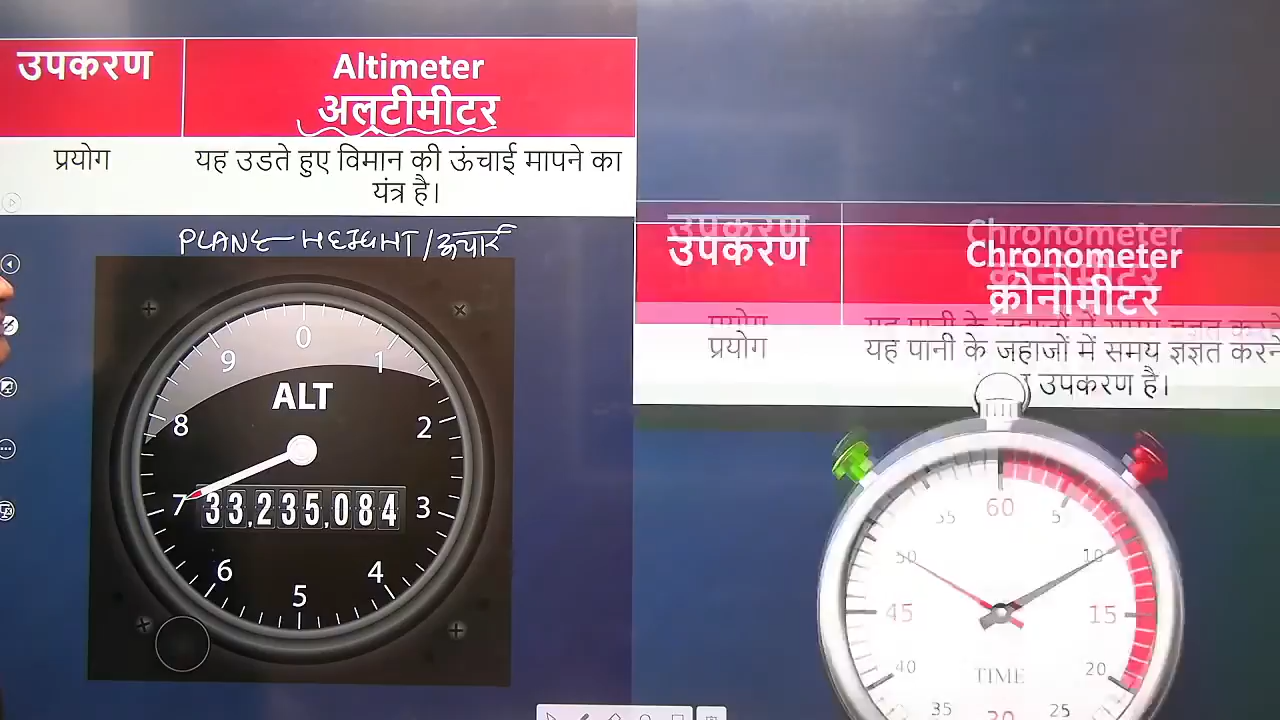 उपकरण
Altimeter
अल्टीमीटर
प्रयोग
यह उडते हुए विमान की ऊंचाई मापने का
यंत्र है।
PLANE HEIGHT /ऊंचाई
0
1
2
3
4
5
6
7
8
9
ALT
33,235,084
उपकरण
Chronometer
क्रोनोमीटर
प्रयोग
यह पानी के जहाजों में समय ज्ञज्ञत करने
उपकरण है।
60
5
10
15
20
25
30
35
40
45
50
55
TIME